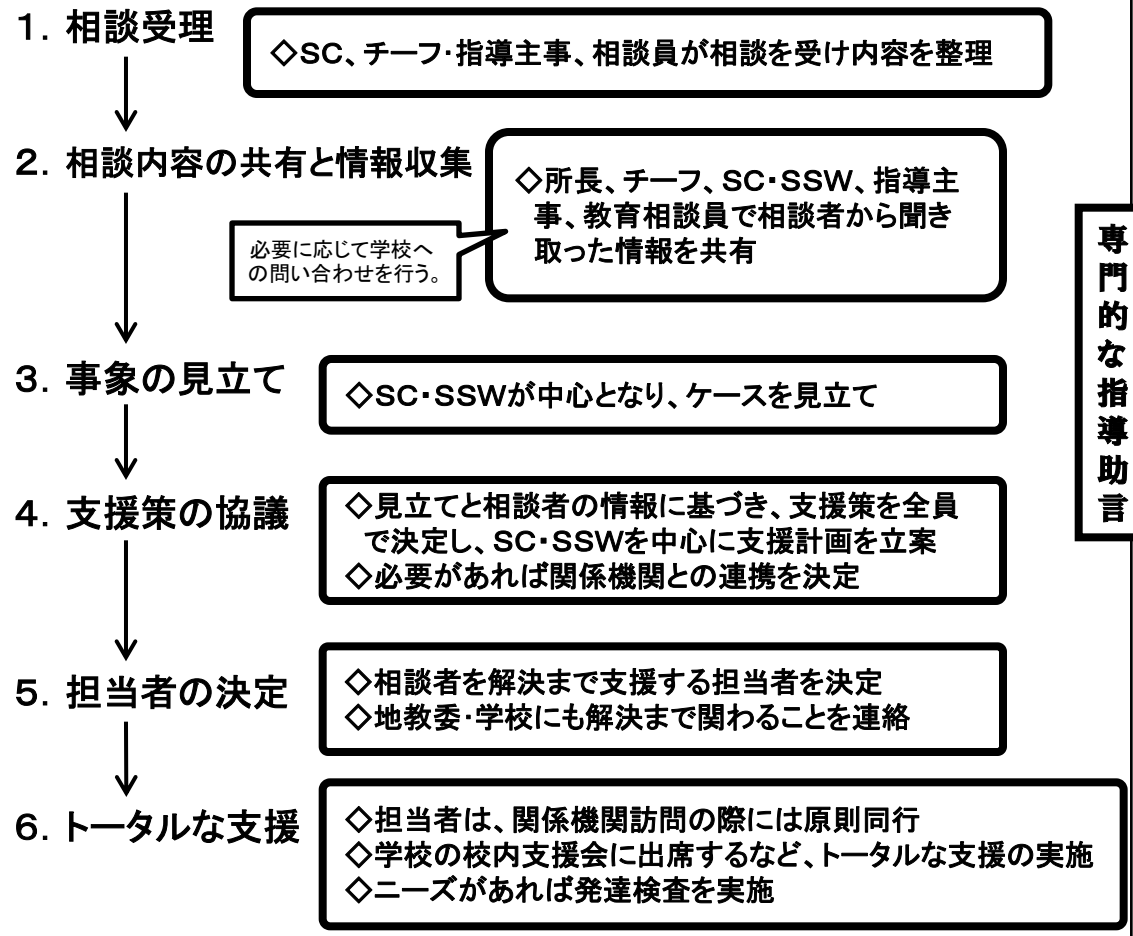 1．相談受理
◇SC、チーフ・指導主事、相談員が相談を受け内容を整理
2．相談内容の共有と情報収集
◇所長、チーフ、SC・SSW、指導主
事、教育相談員で相談者から聞き
取った情報を共有
必要に応じて学校へ
の問い合わせを行う。
3．事象の見立て
◇SC・SSWが中心となり、ケースを見立て
4．支援策の協議
◇見立てと相談者の情報に基づき、支援策を全員
で決定し、SC・SSWを中心に支援計画を立案
◇必要があれば関係機関との連携を決定
5．担当者の決定
◇相談者を解決まで支援する担当者を決定
◇地教委・学校にも解決まで関わることを連絡
6．トータルな支援
◇担当者は、関係機関訪問の際には原則同行
◇学校の校内支援会に出席するなど、トータルな支援の実施
◇ニーズがあれば発達検査を実施
専門的な指導助言